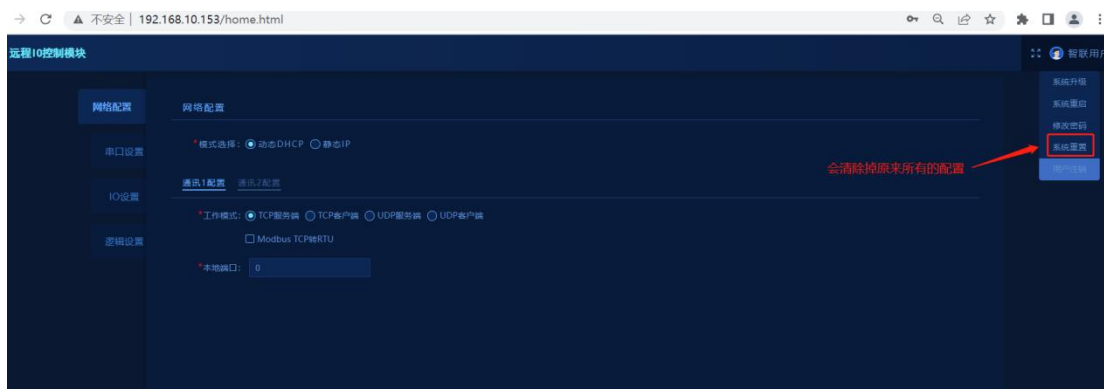 不安全 | 192.168.10.153/home.html
远程IO控制模块
智联用户
系统升级
系统重启
修改密码
系统重置
用户注销
会清除掉原来所有的配置
网络配置
串口设置
IO设置
逻辑设置
网络配置
*模式选择: 动态DHCP 静态IP
通讯1配置 通讯2配置
*工作模式: TCP服务端 TCP客户端 UDP服务端 UDP客户端
Modbus TCP转RTU
*本地端口: 0